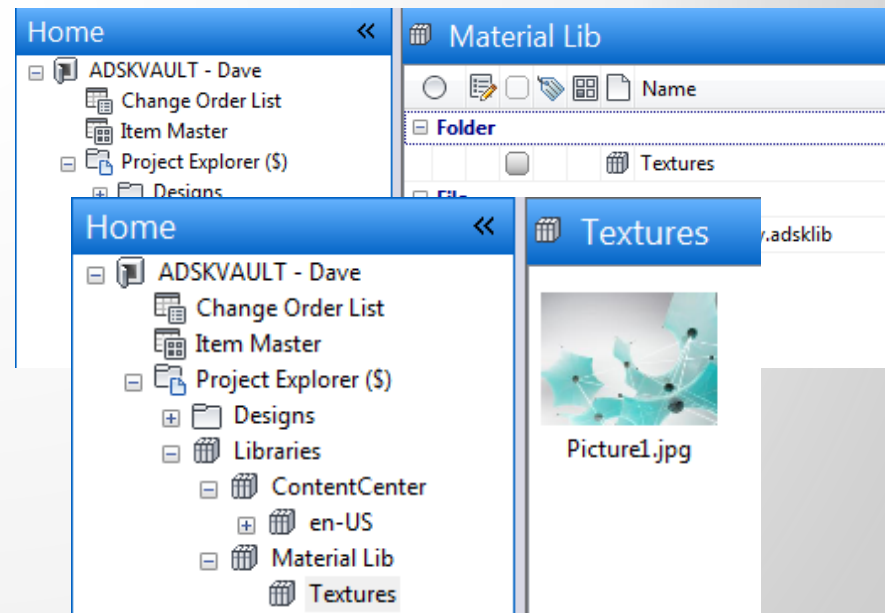 Home «
ADSKVAULT - Dave
Change Order List
Item Master
Project Explorer ($)
Designs
Material Lib
Name
Folder
Textures
File
.adsklib
Home «
ADSKVAULT - Dave
Change Order List
Item Master
Project Explorer ($)
Designs
Libraries
ContentCenter
en-US
Material Lib
Textures
Textures
Picture1.jpg